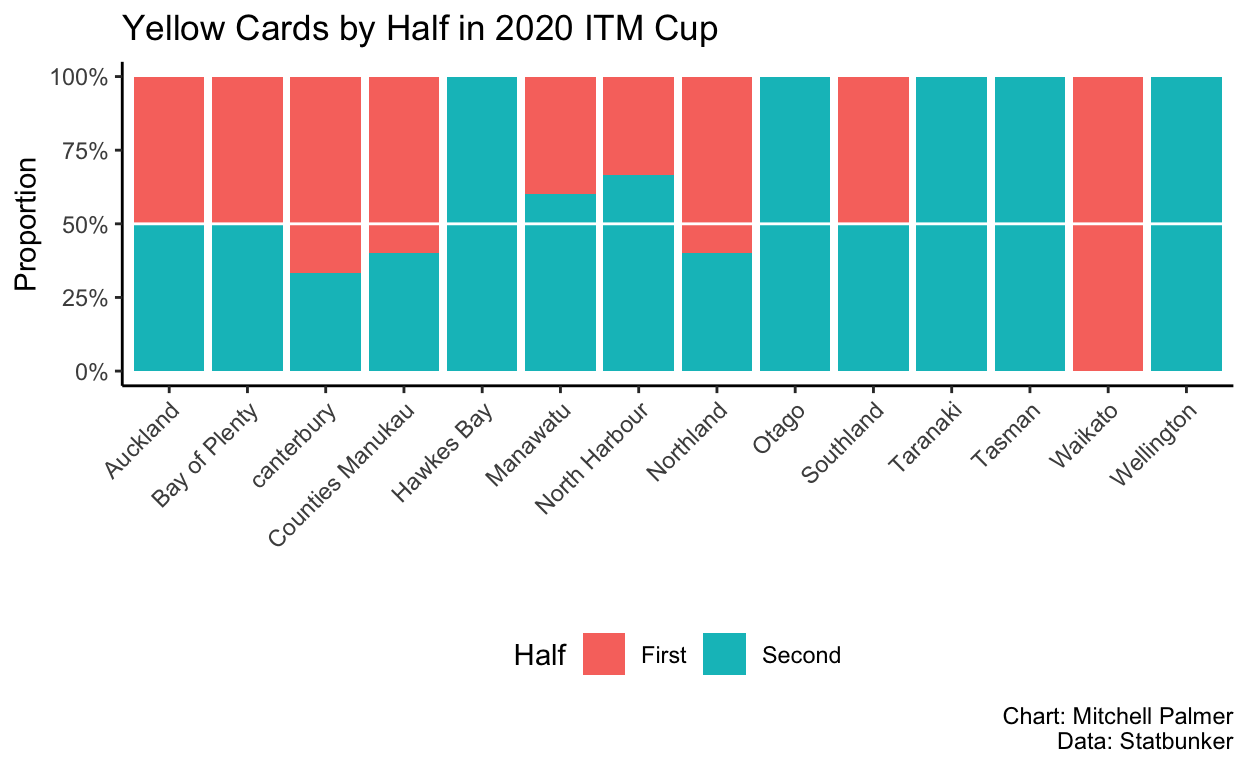 Yellow Cards by Half in 2020 ITM Cup
Proportion
100%
75%
50%
25%
0%
Auckland
Bay of Plenty
canterbury
Counties Manukau
Hawkes Bay
Manawatu
North Harbour
Northland
Otago
Southland
Taranaki
Tasman
Waikato
Wellington
Half First Second
Chart: Mitchell Palmer
Data: Statbunker